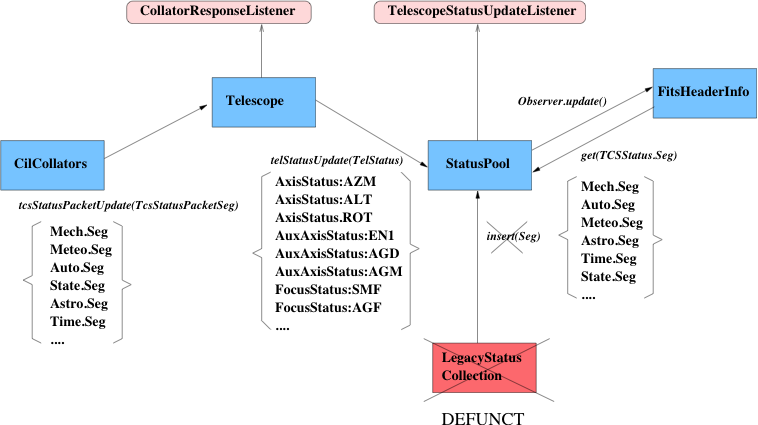 CollatorResponseListener
TelescopeStatusUpdateListener
Telescope
FitsHeaderInfo
Observer.update()
CilCollators
StatusPool
telStatusUpdate(TelStatus)
get(TCSStatus.Seg)
tcsStatusPacketUpdate(TcsStatusPacketSeg)
Mech.Seg
Meteo.Seg
Auto.Seg
State.Seg
Astro.Seg
Time.Seg
....
AxisStatus:AZM
AxisStatus:ALT
AxisStatus.ROT
AuxAxisStatus:EN1
AuxAxisStatus:AGD
AuxAxisStatus:AGM
FocusStatus:SMF
FocusStatus:AGF
....
insert(Seg)
Mech.Seg
Auto.Seg
Meteo.Seg
Astro.Seg
Time.Seg
State.Seg
....
LegacyStatus
Collection
DEFUNCT